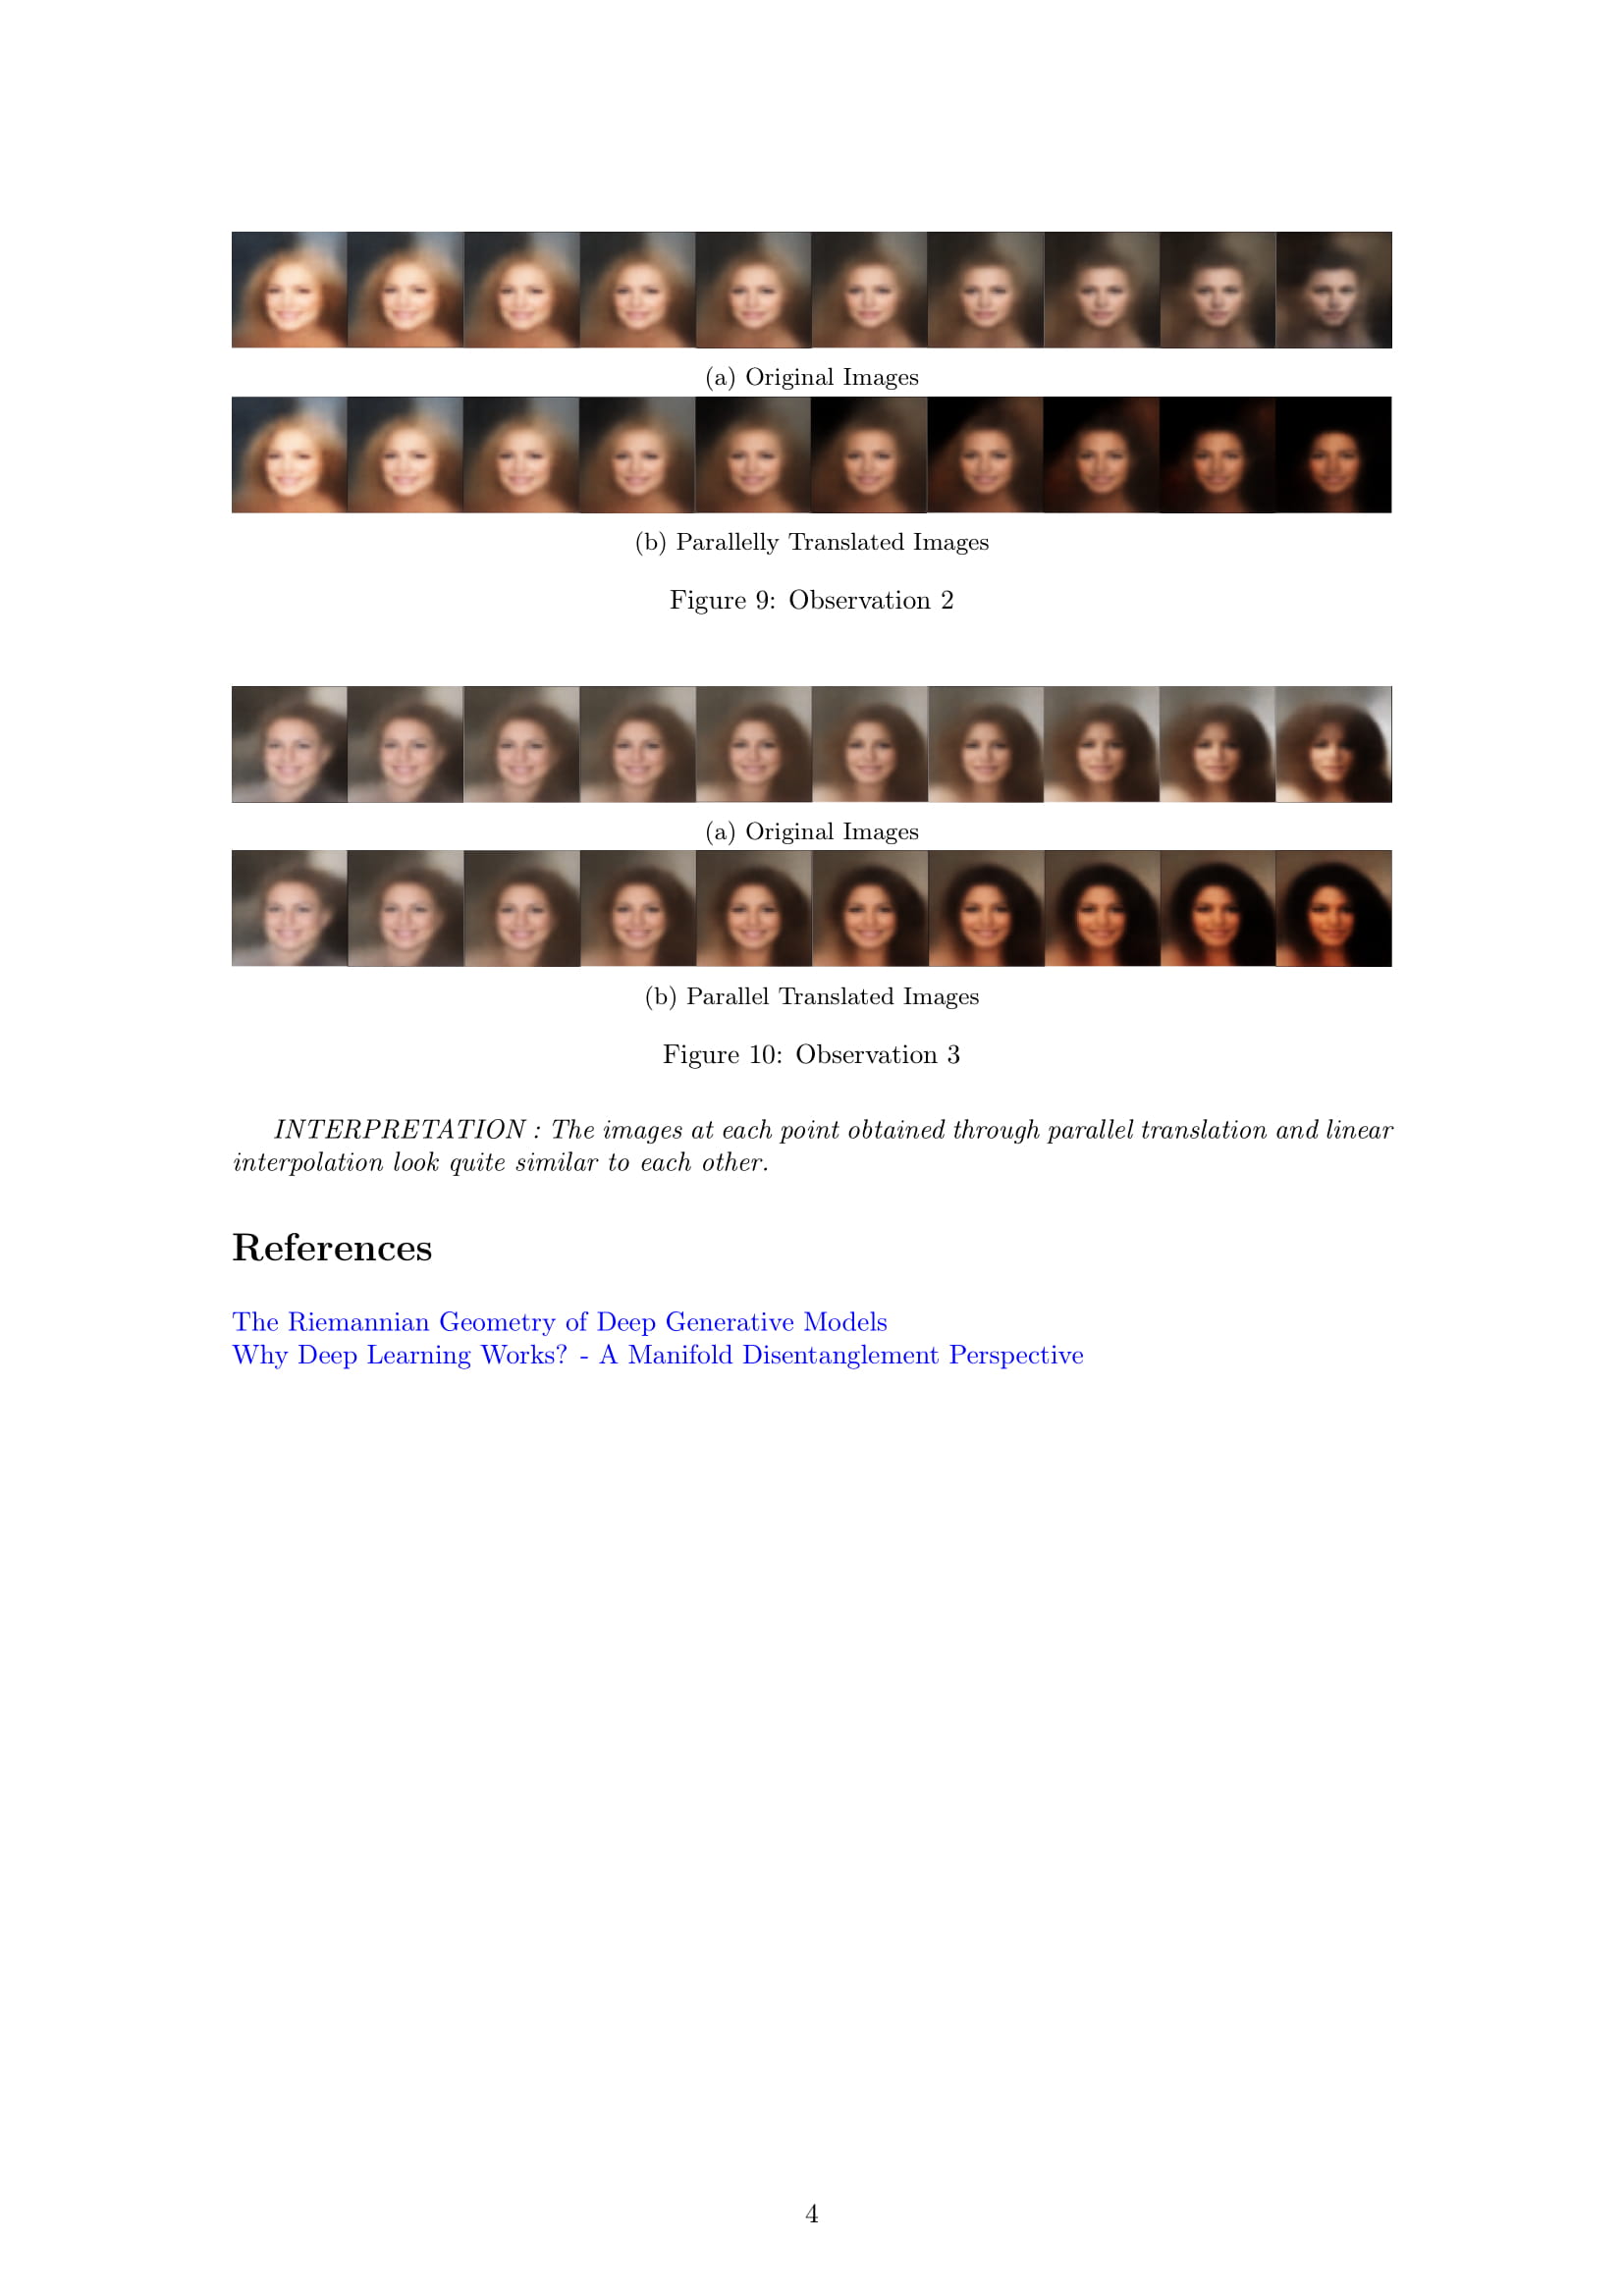 (a) Original Images
(b) Parallelly Translated Images
Figure 9: Observation 2
(a) Original Images
(b) Parallel Translated Images
Figure 10: Observation 3
INTERPRETATION : The images at each point obtained through parallel translation and linear
interpolation look quite similar to each other.
References
The Riemannian Geometry of Deep Generative Models
Why Deep Learning Works? - A Manifold Disentanglement Perspective
4